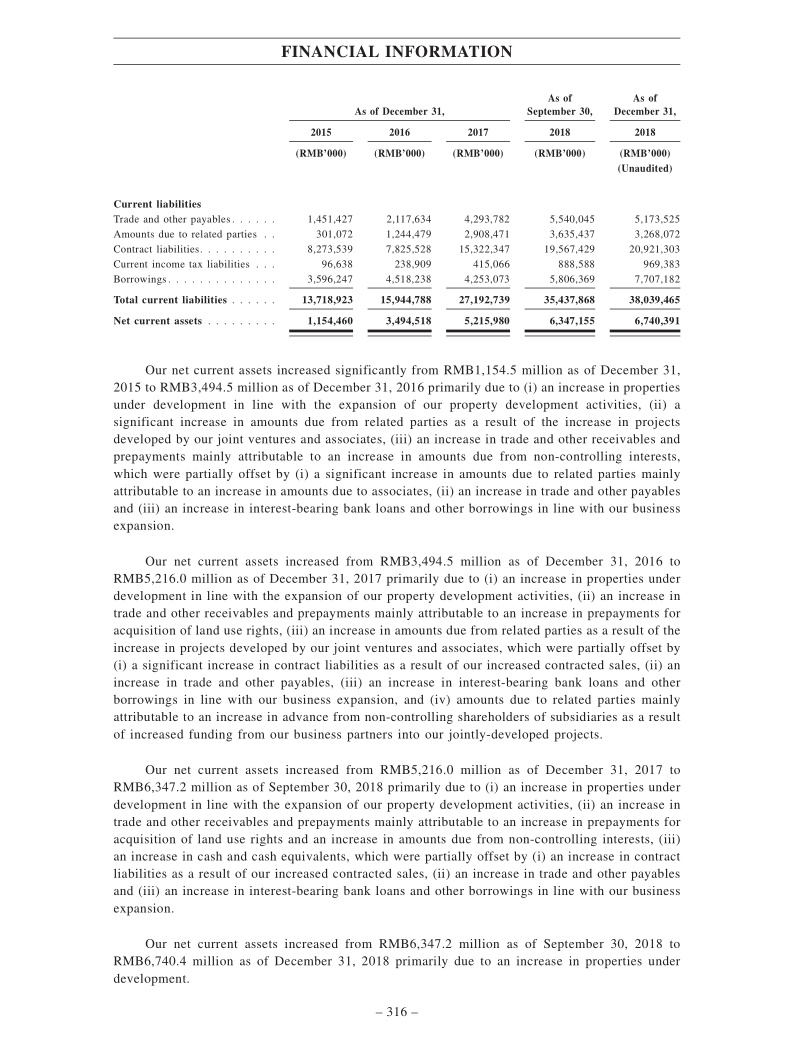 FINANCIAL INFORMATION
As of December 31, As of September 30, As of December 31,
2015 2016 2017 2018 2018
(RMB’000) (RMB’000) (RMB’000) (RMB’000) (RMB’000)
(Unaudited)
Current liabilities
Trade and other payables . . . . . . 1,451,427 2,117,634 4,293,782 5,540,045 5,173,525
Amounts due to related parties . . 301,072 1,244,479 2,908,471 3,635,437 3,268,072
Contract liabilities. . . . . . . . . . 8,273,539 7,825,528 15,322,347 19,567,429 20,921,303
Current income tax liabilities . . . 96,638 238,909 415,066 888,588 969,383
Borrowings . . . . . . . . . . . . . . 3,596,247 4,518,238 4,253,073 5,806,369 7,707,182
Total current liabilities . . . . . . 13,718,923 15,944,788 27,192,739 35,437,868 38,039,465
Net current assets . . . . . . . . . 1,154,460 3,494,518 5,215,980 6,347,155 6,740,391
Our net current assets increased significantly from RMB1,154.5 million as of December 31,
2015 to RMB3,494.5 million as of December 31, 2016 primarily due to (i) an increase in properties
under development in line with the expansion of our property development activities, (ii) a
significant increase in amounts due from related parties as a result of the increase in projects
developed by our joint ventures and associates, (iii) an increase in trade and other receivables and
prepayments mainly attributable to an increase in amounts due from non-controlling interests,
which were partially offset by (i) a significant increase in amounts due to related parties mainly
attributable to an increase in amounts due to associates, (ii) an increase in trade and other payables
and (iii) an increase in interest-bearing bank loans and other borrowings in line with our business
expansion.
Our net current assets increased from RMB3,494.5 million as of December 31, 2016 to
RMB5,216.0 million as of December 31, 2017 primarily due to (i) an increase in properties under
development in line with the expansion of our property development activities, (ii) an increase in
trade and other receivables and prepayments mainly attributable to an increase in prepayments for
acquisition of land use rights, (iii) an increase in amounts due from related parties as a result of the
increase in projects developed by our joint ventures and associates, which were partially offset by
(i) a significant increase in contract liabilities as a result of our increased contracted sales, (ii) an
increase in trade and other payables, (iii) an increase in interest-bearing bank loans and other
borrowings in line with our business expansion, and (iv) amounts due to related parties mainly
attributable to an increase in advance from non-controlling shareholders of subsidiaries as a result
of increased funding from our business partners into our jointly-developed projects.
Our net current assets increased from RMB5,216.0 million as of December 31, 2017 to
RMB6,347.2 million as of September 30, 2018 primarily due to (i) an increase in properties under
development in line with the expansion of our property development activities, (ii) an increase in
trade and other receivables and prepayments mainly attributable to an increase in prepayments for
acquisition of land use rights and an increase in amounts due from non-controlling interests, (iii)
an increase in cash and cash equivalents, which were partially offset by (i) an increase in contract
liabilities as a result of our increased contracted sales, (ii) an increase in trade and other payables
and (iii) an increase in interest-bearing bank loans and other borrowings in line with our business
expansion.
Our net current assets increased from RMB6,347.2 million as of September 30, 2018 to
RMB6,740.4 million as of December 31, 2018 primarily due to an increase in properties under
development.
– 316 –